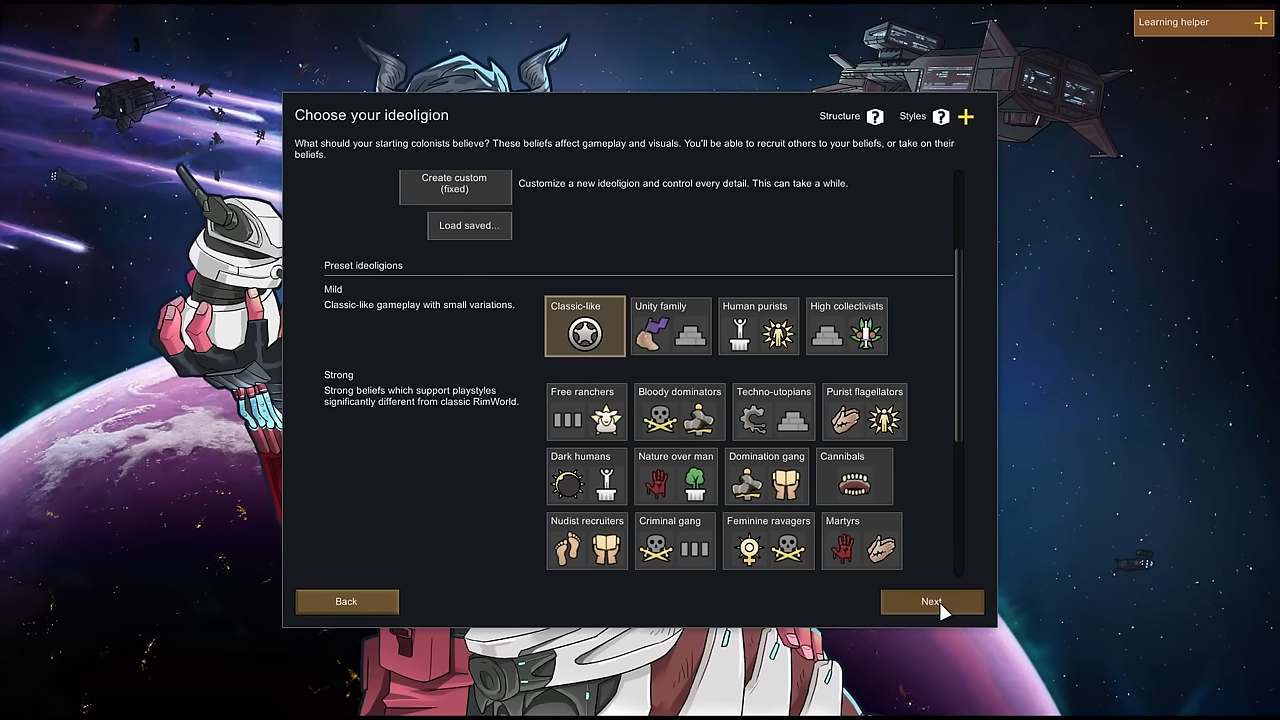 Learning helper
Choose your ideoligion
Structure ? Styles ?
What should your starting colonists believe? These beliefs affect gameplay and visuals. You'll be able to recruit others to your beliefs, or take on their
beliefs.
Create custom
(fixed)
Customize a new ideoligion and control every detail. This can take a while.
Load saved...
Preset ideoligions
Mild
Classic-like gameplay with small variations.
Classic-like Unity family Human purists High collectivists
Strong
Strong beliefs which support playstyles
significantly different from classic RimWorld.
Free ranchers Bloody dominators Techno-utopians Purist flagellators
Dark humans Nature over man Domination gang Cannibals
Nudist recruiters Criminal gang Feminine ravagers Martyrs
Back Next